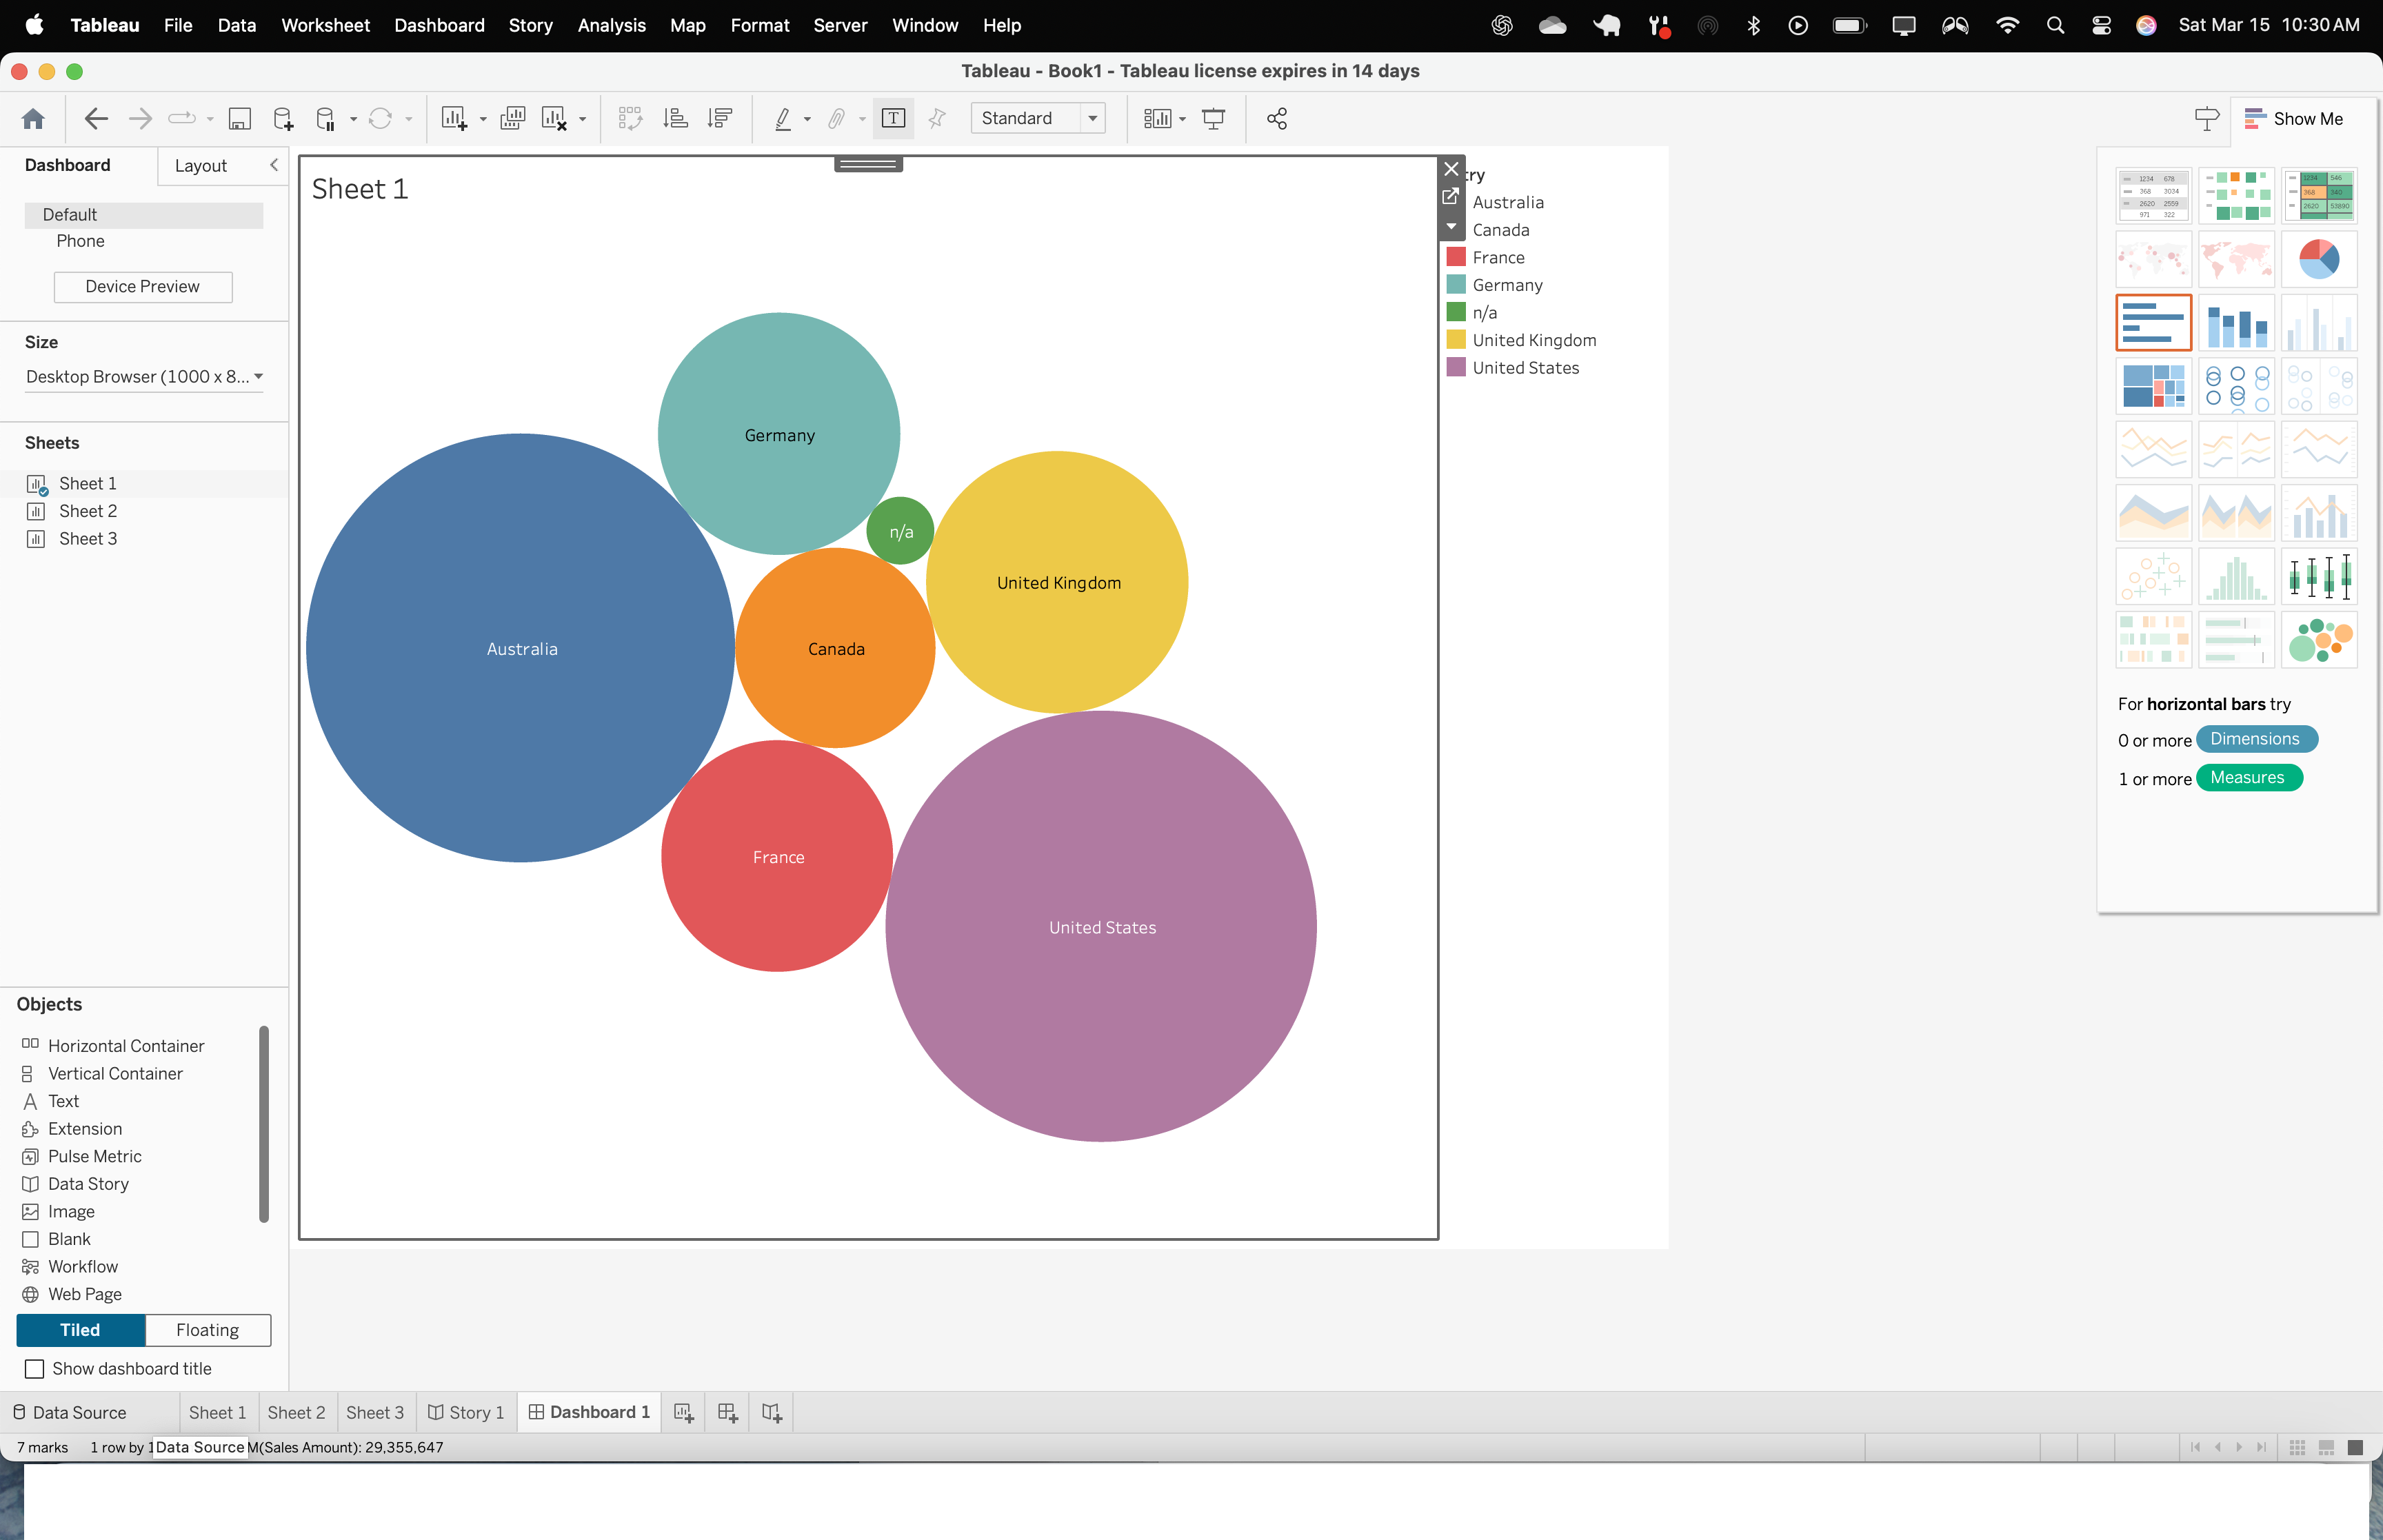 Tableau File Data Worksheet Dashboard Story Analysis Map Format Server Window Help Sat Mar 15 10:30 AM
Tableau - Book1 - Tableau license expires in 14 days
Standard
Show Me
Dashboard Layout
Default
Phone
Device Preview
Size
Desktop Browser (1000 x 8...
Sheets
Sheet 1
Sheet 2
Sheet 3
Objects
Horizontal Container
Vertical Container
Text
Extension
Pulse Metric
Data Story
Image
Blank
Workflow
Web Page
Tiled Floating
Show dashboard title
Sheet 1
Germany
n/a
United Kingdom
Australia
Canada
France
United States
try
Australia
Canada
France
Germany
n/a
United Kingdom
United States
1234 678
368 3034
2620 2559
971 322
1234 546
368 340
2620 53890
For horizontal bars try
0 or more Dimensions
1 or more Measures
Data Source Sheet 1 Sheet 2 Sheet 3 Story 1 Dashboard 1
7 marks 1 row by 1 Data Source M(Sales Amount): 29,355,647